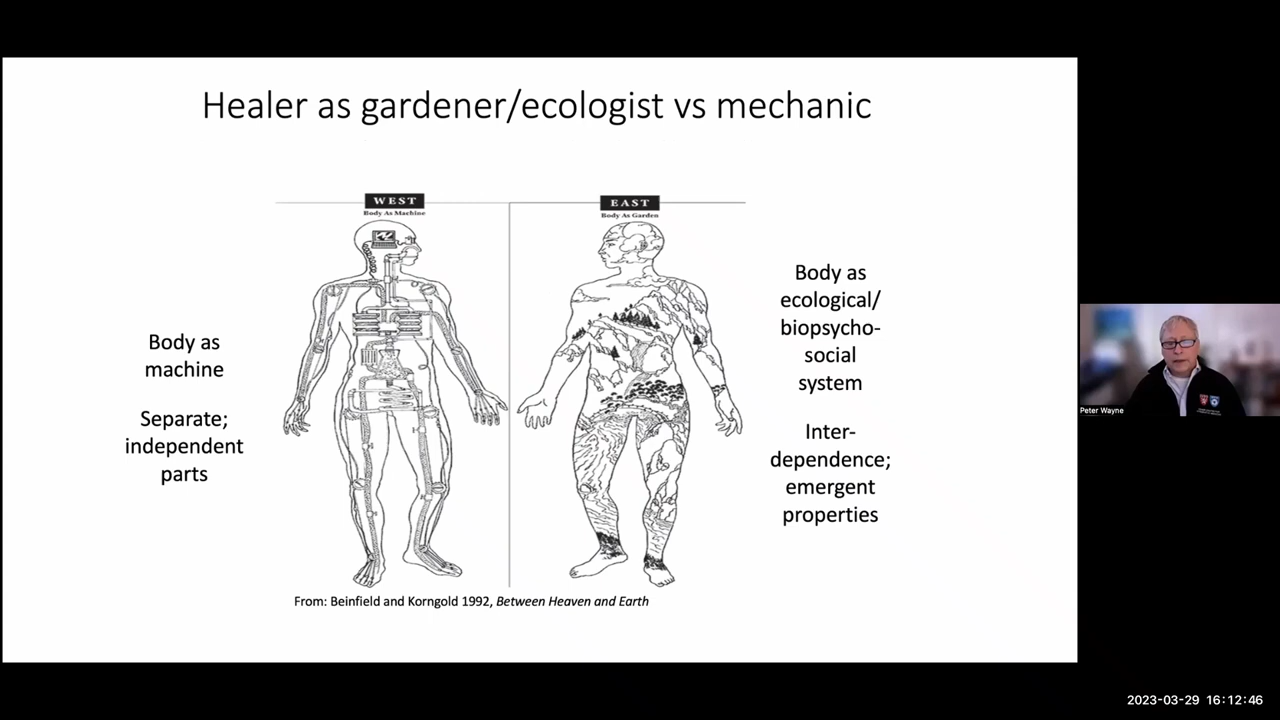 Healer as gardener/ecologist vs mechanic
WEST
Body As Machine
EAST
Body As Garden
Body as
machine
Separate;
independent
parts
Body as
ecological/
biopsycho-
social
system
Inter-
dependence;
emergent
properties
From: Beinfield and Korngold 1992, Between Heaven and Earth
Peter Wayne
2023-03-29 16:12:46